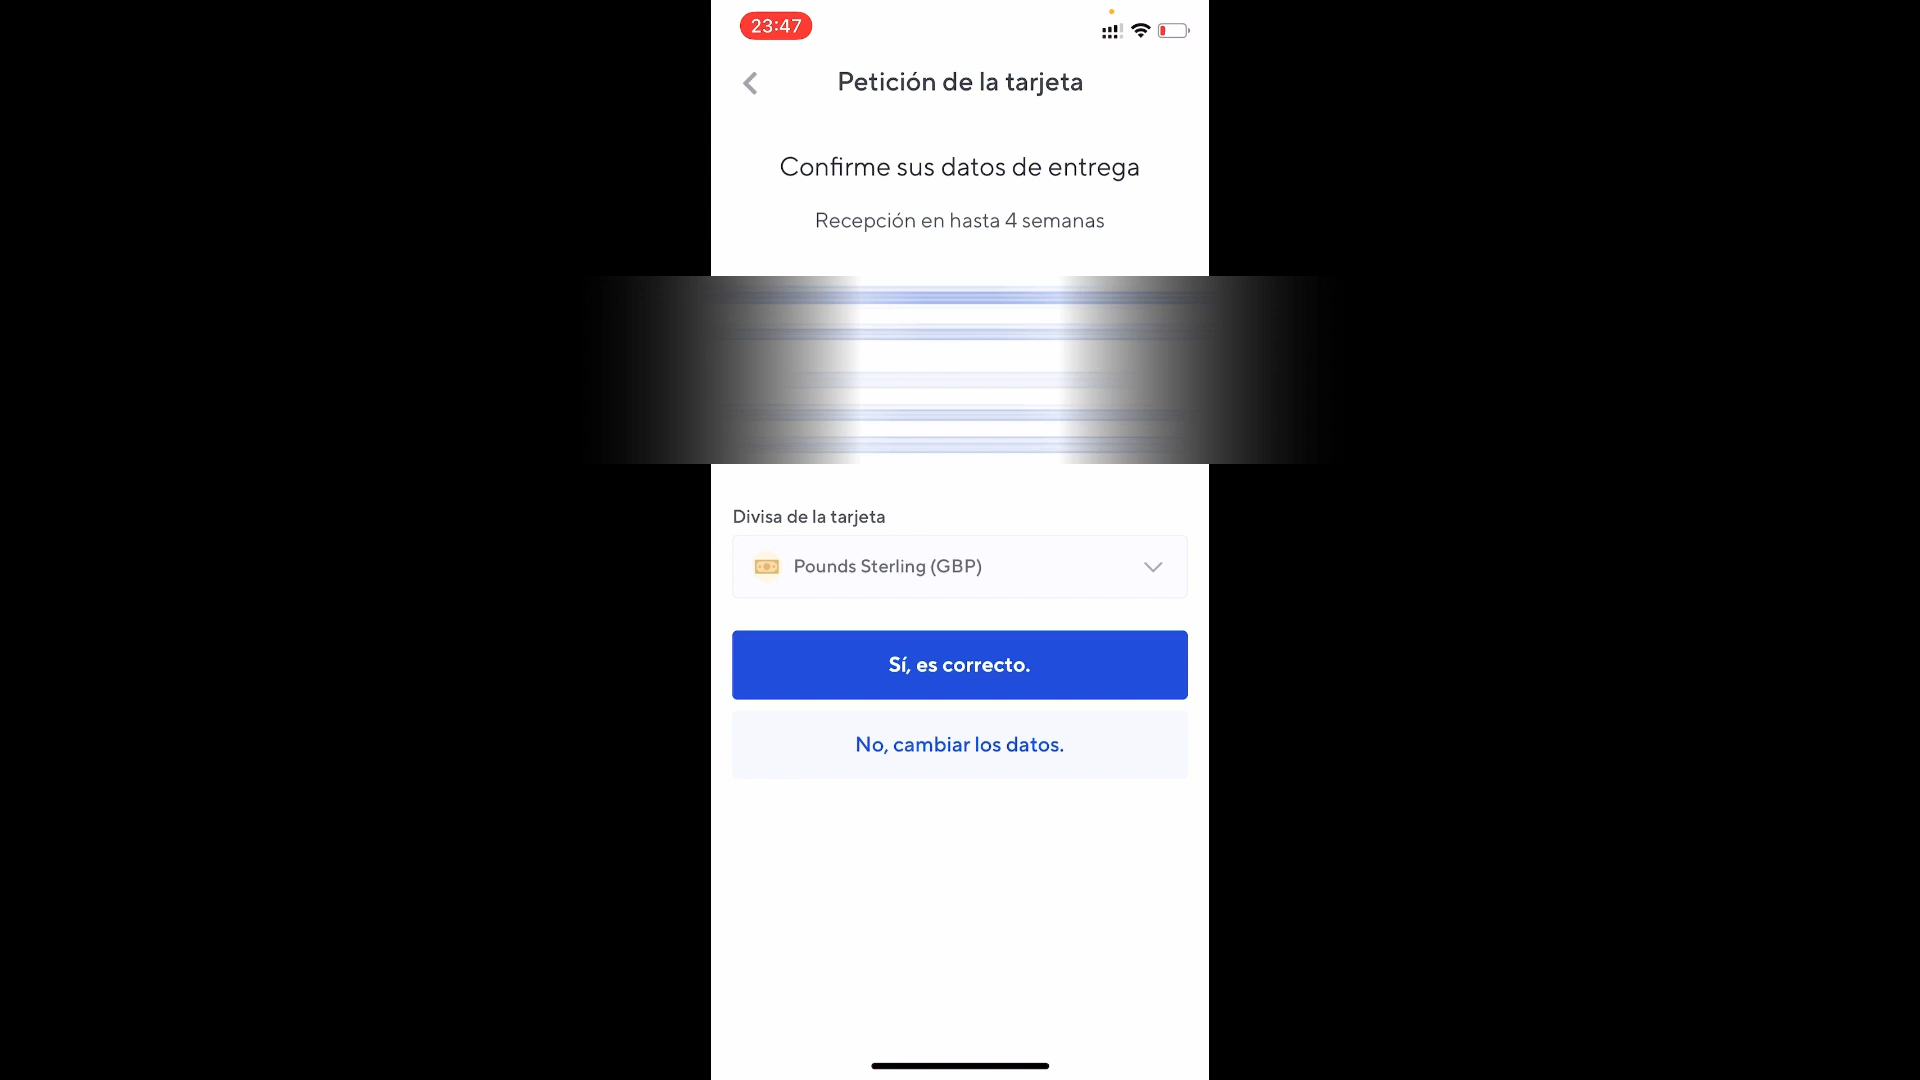 23:47
Petición de la tarjeta
Confirme sus datos de entrega
Recepción en hasta 4 semanas
Divisa de la tarjeta
Pounds Sterling (GBP)
Sí, es correcto.
No, cambiar los datos.